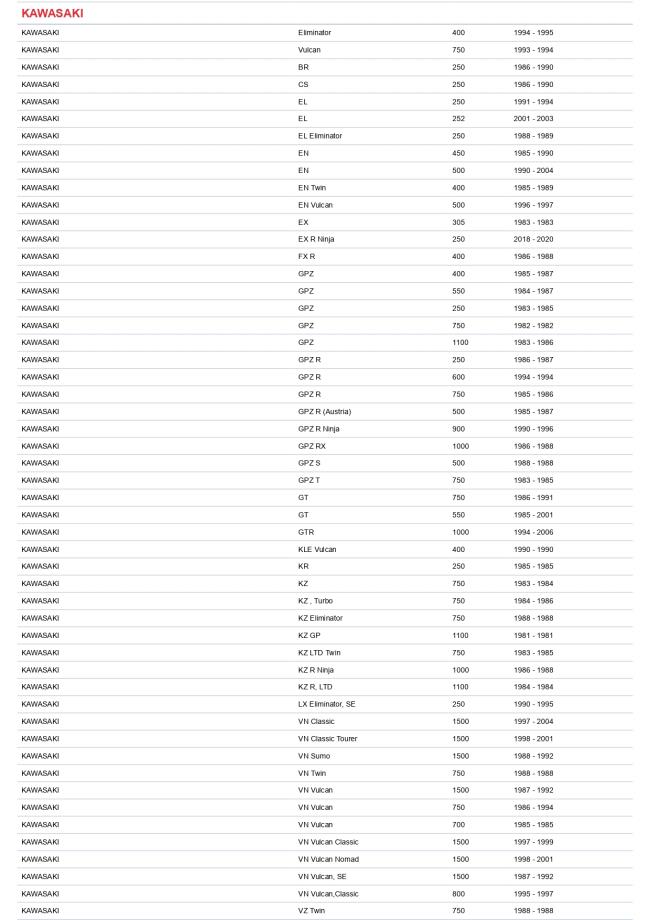 KAWASAKI
KAWASAKI Eliminator 400 1994 - 1995
KAWASAKI Vulcan 750 1993 - 1994
KAWASAKI BR 250 1986 - 1990
KAWASAKI CS 250 1986 - 1990
KAWASAKI EL 250 1991 - 1994
KAWASAKI EL 252 2001 - 2003
KAWASAKI EL Eliminator 250 1988 - 1989
KAWASAKI EN 450 1985 - 1990
KAWASAKI EN 500 1990 - 2004
KAWASAKI EN Twin 400 1985 - 1989
KAWASAKI EN Vulcan 500 1996 - 1997
KAWASAKI EX 305 1983 - 1983
KAWASAKI EX R Ninja 250 2018 - 2020
KAWASAKI FX R 400 1986 - 1988
KAWASAKI GPZ 400 1985 - 1987
KAWASAKI GPZ 550 1984 - 1987
KAWASAKI GPZ 250 1983 - 1985
KAWASAKI GPZ 750 1982 - 1982
KAWASAKI GPZ 1100 1983 - 1986
KAWASAKI GPZ R 250 1986 - 1987
KAWASAKI GPZ R 600 1994 - 1994
KAWASAKI GPZ R 750 1985 - 1986
KAWASAKI GPZ R (Austria) 500 1985 - 1987
KAWASAKI GPZ R Ninja 900 1990 - 1996
KAWASAKI GPZ RX 1000 1986 - 1988
KAWASAKI GPZ S 500 1988 - 1988
KAWASAKI GPZ T 750 1983 - 1985
KAWASAKI GT 750 1986 - 1991
KAWASAKI GT 550 1985 - 2001
KAWASAKI GTR 1000 1994 - 2006
KAWASAKI KLE Vulcan 400 1990 - 1990
KAWASAKI KR 250 1985 - 1985
KAWASAKI KZ 750 1983 - 1984
KAWASAKI KZ , Turbo 750 1984 - 1986
KAWASAKI KZ Eliminator 750 1988 - 1988
KAWASAKI KZ GP 1100 1981 - 1981
KAWASAKI KZ LTD Twin 750 1983 - 1985
KAWASAKI KZ R Ninja 1000 1986 - 1988
KAWASAKI KZ R, LTD 1100 1984 - 1984
KAWASAKI LX Eliminator, SE 250 1990 - 1995
KAWASAKI VN Classic 1500 1997 - 2004
KAWASAKI VN Classic Tourer 1500 1998 - 2001
KAWASAKI VN Sumo 1500 1988 - 1992
KAWASAKI VN Twin 750 1988 - 1988
KAWASAKI VN Vulcan 1500 1987 - 1992
KAWASAKI VN Vulcan 750 1986 - 1994
KAWASAKI VN Vulcan 700 1985 - 1985
KAWASAKI VN Vulcan Classic 1500 1997 - 1999
KAWASAKI VN Vulcan Nomad 1500 1998 - 2001
KAWASAKI VN Vulcan, SE 1500 1987 - 1992
KAWASAKI VN Vulcan,Classic 800 1995 - 1997
KAWASAKI VZ Twin 750 1988 - 1988